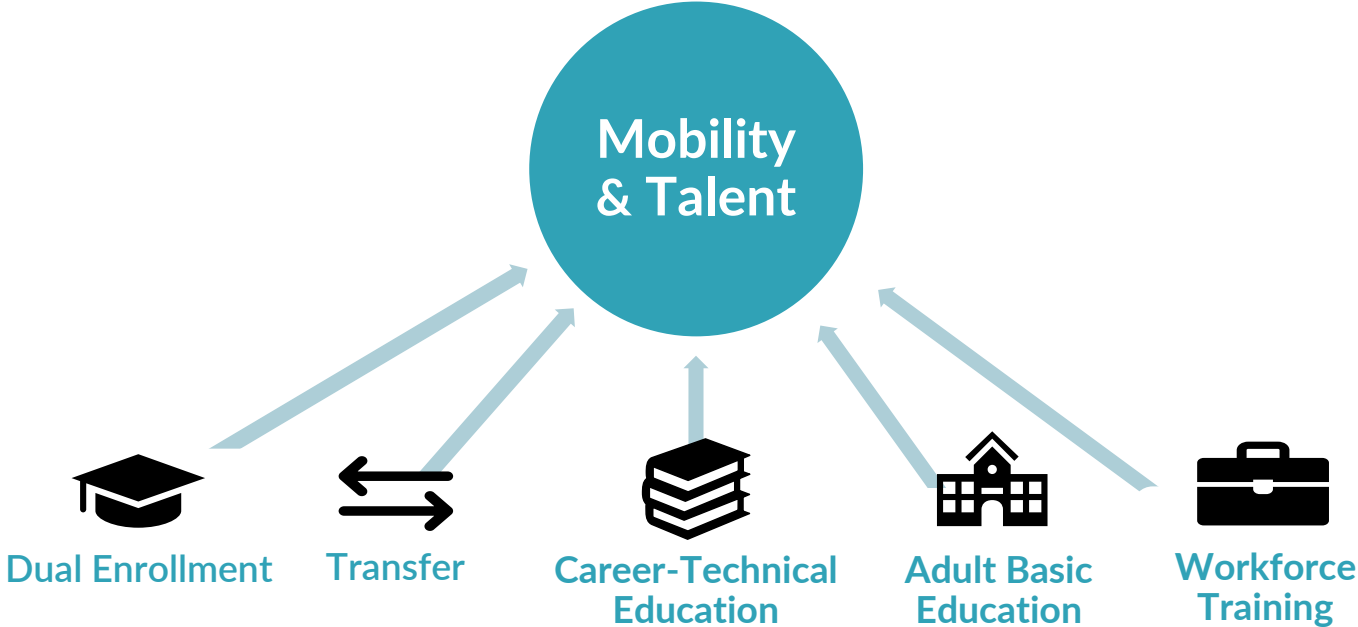 Mobility
& Talent
Dual Enrollment
Transfer
Career-Technical
Education
Adult Basic
Education
Workforce
Training